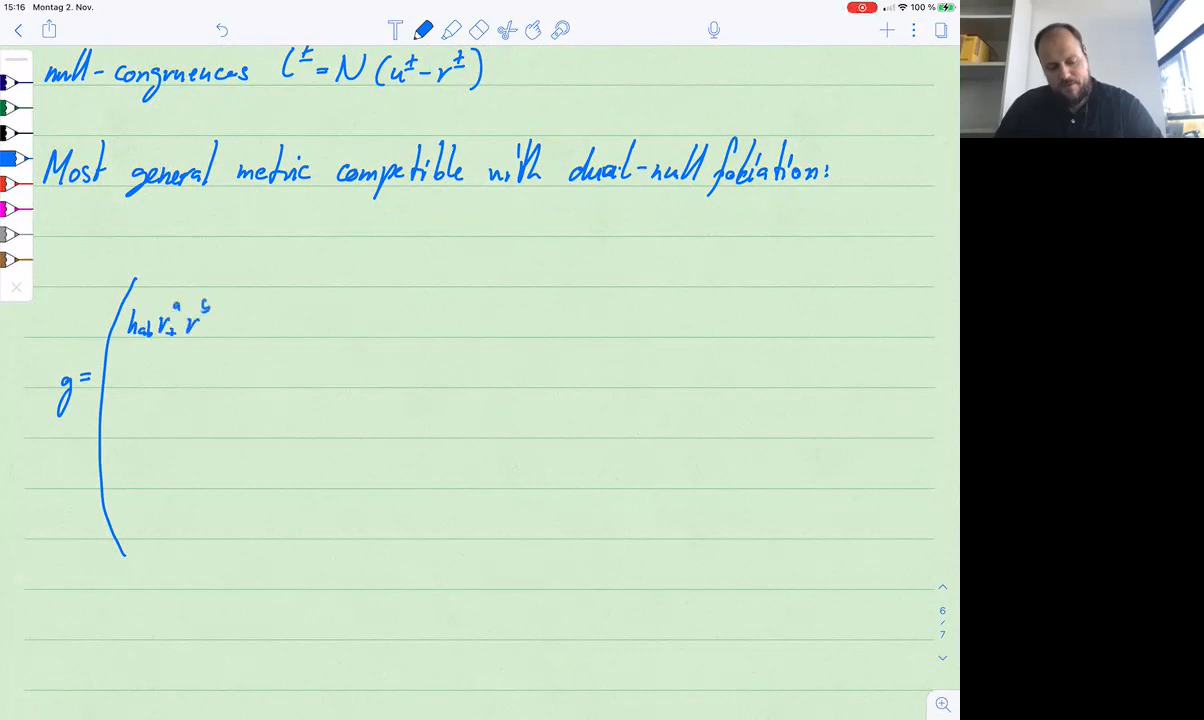 15:16 Montag 2. Nov.
100 %
null-congruences l^± = N (u^± - r^±)
Most general metric compatible with dual-null foliation:
h_ab r_+^a r^b
g =
6
/
7